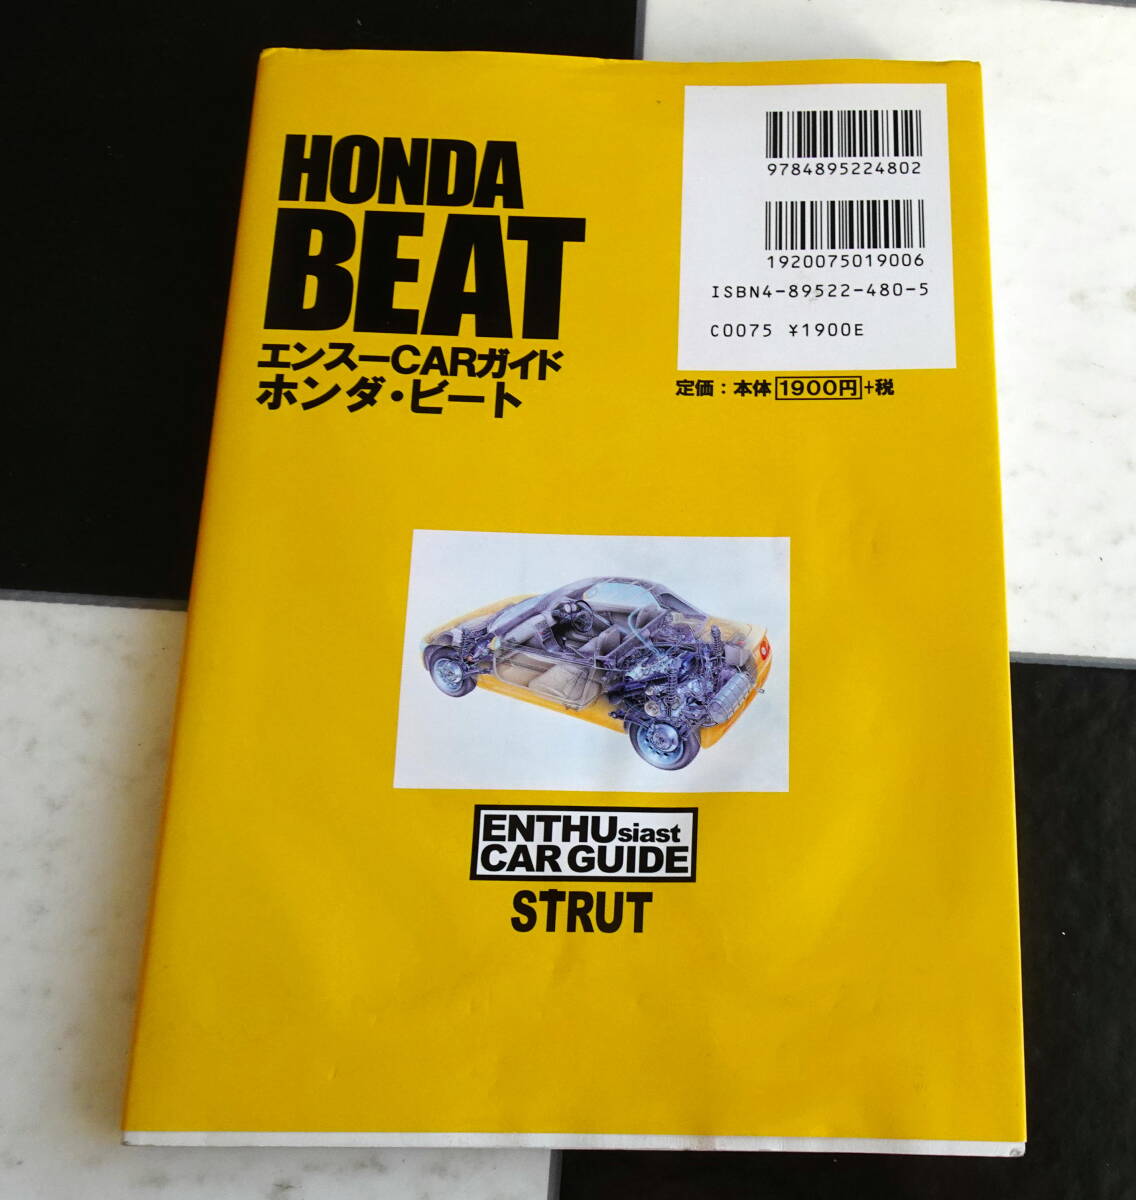 HONDA
BEAT
エンスーCARガイド
ホンダ・ビート
9784895224802
1920075019006
ISBN4-89522-480-5
C0075 ¥1900E
定価：本体1900円+税
ENTHUsiast
CAR GUIDE
STRUT